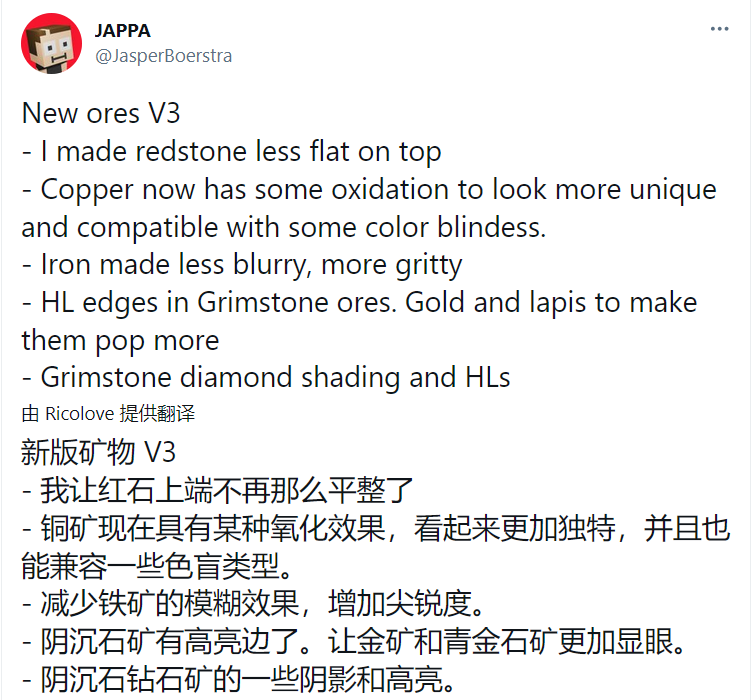 JAPPA
@JasperBoerstra
New ores V3
- I made redstone less flat on top
- Copper now has some oxidation to look more unique
and compatible with some color blindess.
- Iron made less blurry, more gritty
- HL edges in Grimstone ores. Gold and lapis to make
them pop more
- Grimstone diamond shading and HLs
由 Ricolove 提供翻译
新版矿物 V3
- 我让红石上端不再那么平整了
- 铜矿现在具有某种氧化效果，看起来更加独特，并且也
能兼容一些色盲类型。
- 减少铁矿的模糊效果，增加尖锐度。
- 阴沉石矿有高亮边了。让金矿和青金石矿更加显眼。
- 阴沉石钻石矿的一些阴影和高亮。